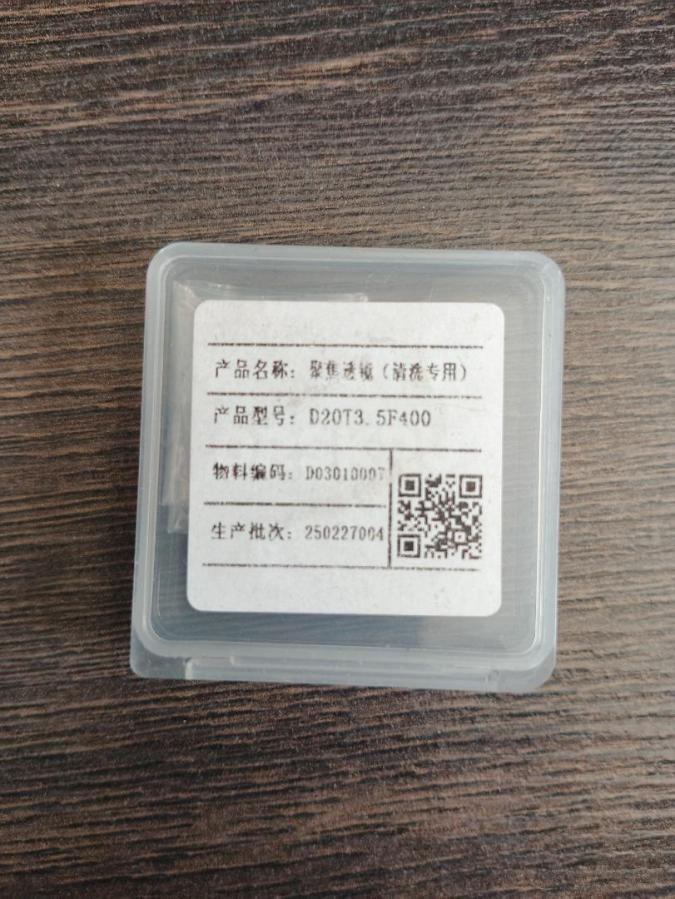 产品名称：聚焦透镜（清洗专用）
产品型号：D20T3.5F400
物料编码：D03010007
生产批次：250227004